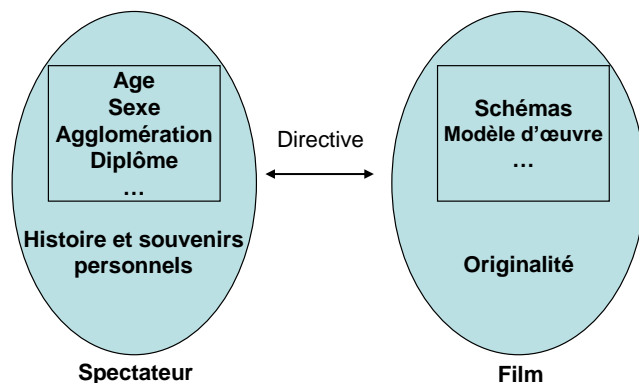 Age
Sexe
Agglomération
Diplôme
…
Histoire et souvenirs
personnels
Spectateur
Directive
Schémas
Modèle d'œuvre
…
Originalité
Film